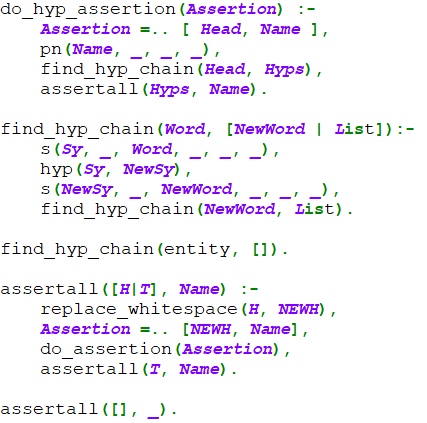 do_hyp_assertion(Assertion) :-
    Assertion =.. [ Head, Name ],
    pn(Name, _, _, _),
    find_hyp_chain(Head, Hyps),
    assertall(Hyps, Name).

find_hyp_chain(Word, [NewWord | List]):-
    s(Sy, _, Word, _, _, _),
    hyp(Sy, NewSy),
    s(NewSy, _, NewWord, _, _, _),
    find_hyp_chain(NewWord, List).

find_hyp_chain(entity, []).

assertall([H|T], Name) :-
    replace_whitespace(H, NEWH),
    Assertion =.. [NEWH, Name],
    do_assertion(Assertion),
    assertall(T, Name).

assertall([], _).